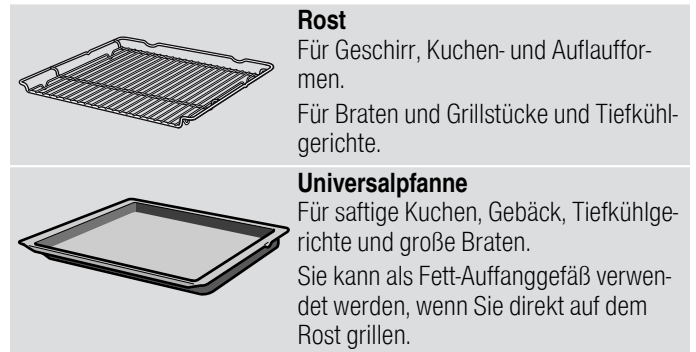 Rost
Für Geschirr, Kuchen- und Auflauffor-
men.
Für Braten und Grillstücke und Tiefkühl-
gerichte.
Universalpfanne
Für saftige Kuchen, Gebäck, Tiefkühlge-
richte und große Braten.
Sie kann als Fett-Auffanggefäß verwen-
det werden, wenn Sie direkt auf dem
Rost grillen.